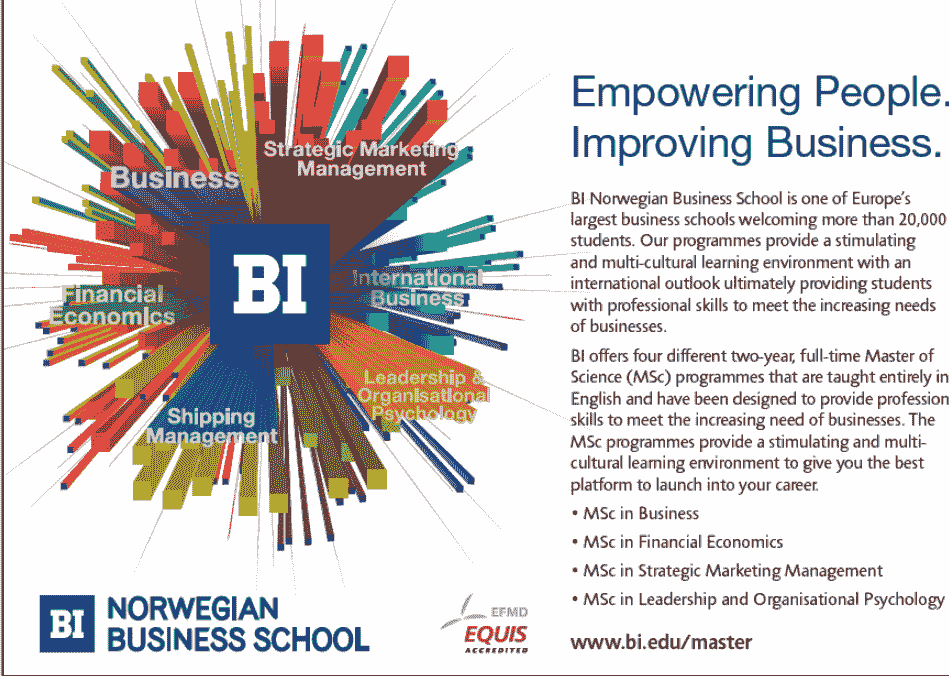 Strategic Marketing
Management
Business
BI
International
Business
Financial
Economics
Leadership &
Organisational
Psychology
Shipping
Management
BI NORWEGIAN
BUSINESS SCHOOL
EFMD
EQUIS
ACCREDITED
Empowering People.
Improving Business.
BI Norwegian Business School is one of Europe's
largest business schools welcoming more than 20,000
students. Our programmes provide a stimulating
and multi-cultural learning environment with an
international outlook ultimately providing students
with professional skills to meet the increasing needs
of businesses.
BI offers four different two-year, full-time Master of
Science (MSc) programmes that are taught entirely in
English and have been designed to provide profession
skills to meet the increasing need of businesses. The
MSc programmes provide a stimulating and multi-
cultural learning environment to give you the best
platform to launch into your career.
• MSc in Business
• MSc in Financial Economics
• MSc in Strategic Marketing Management
• MSc in Leadership and Organisational Psychology
www.bi.edu/master